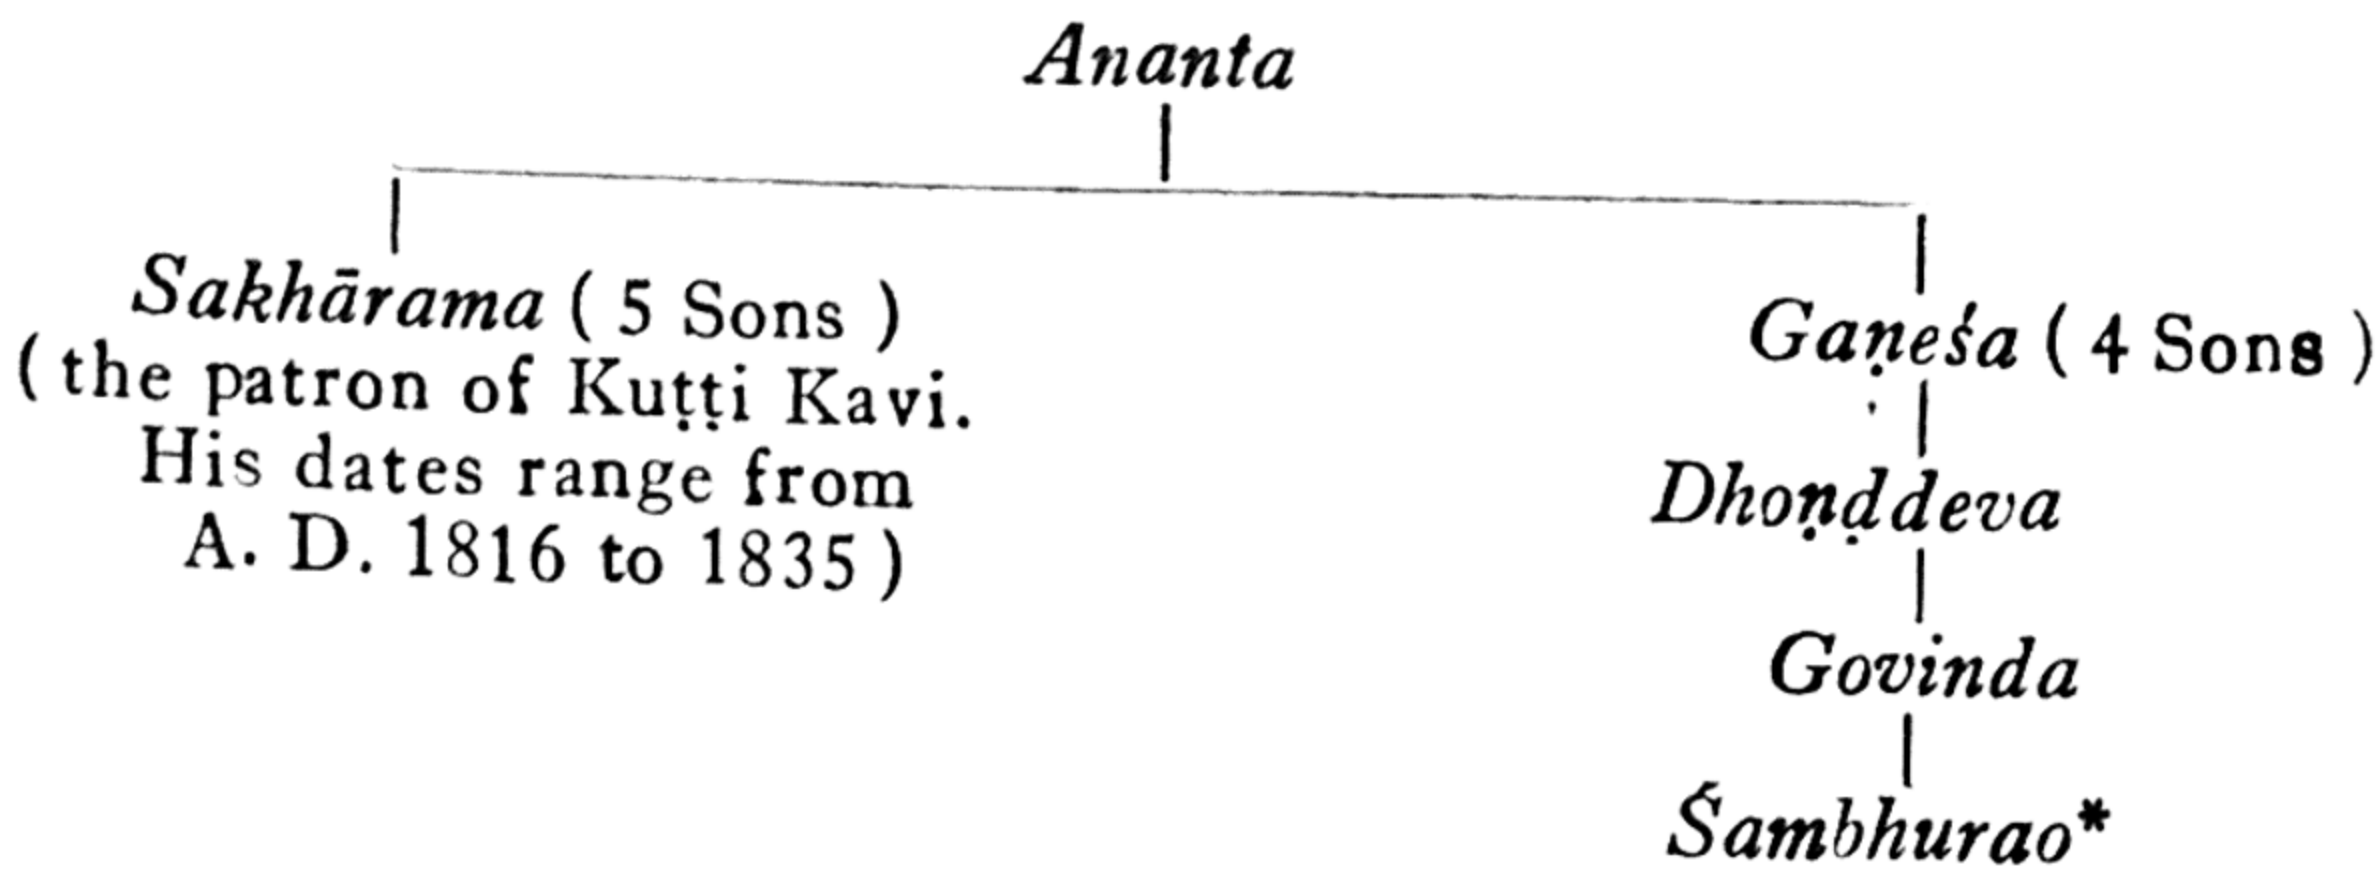 Ananta
Sakhārama ( 5 Sons )
( the patron of Kuṭṭi Kavi.
His dates range from
A. D. 1816 to 1835 )
Gaṇeśa ( 4 Sons )
Dhoṇḍdeva
Govinda
Śambhurao*